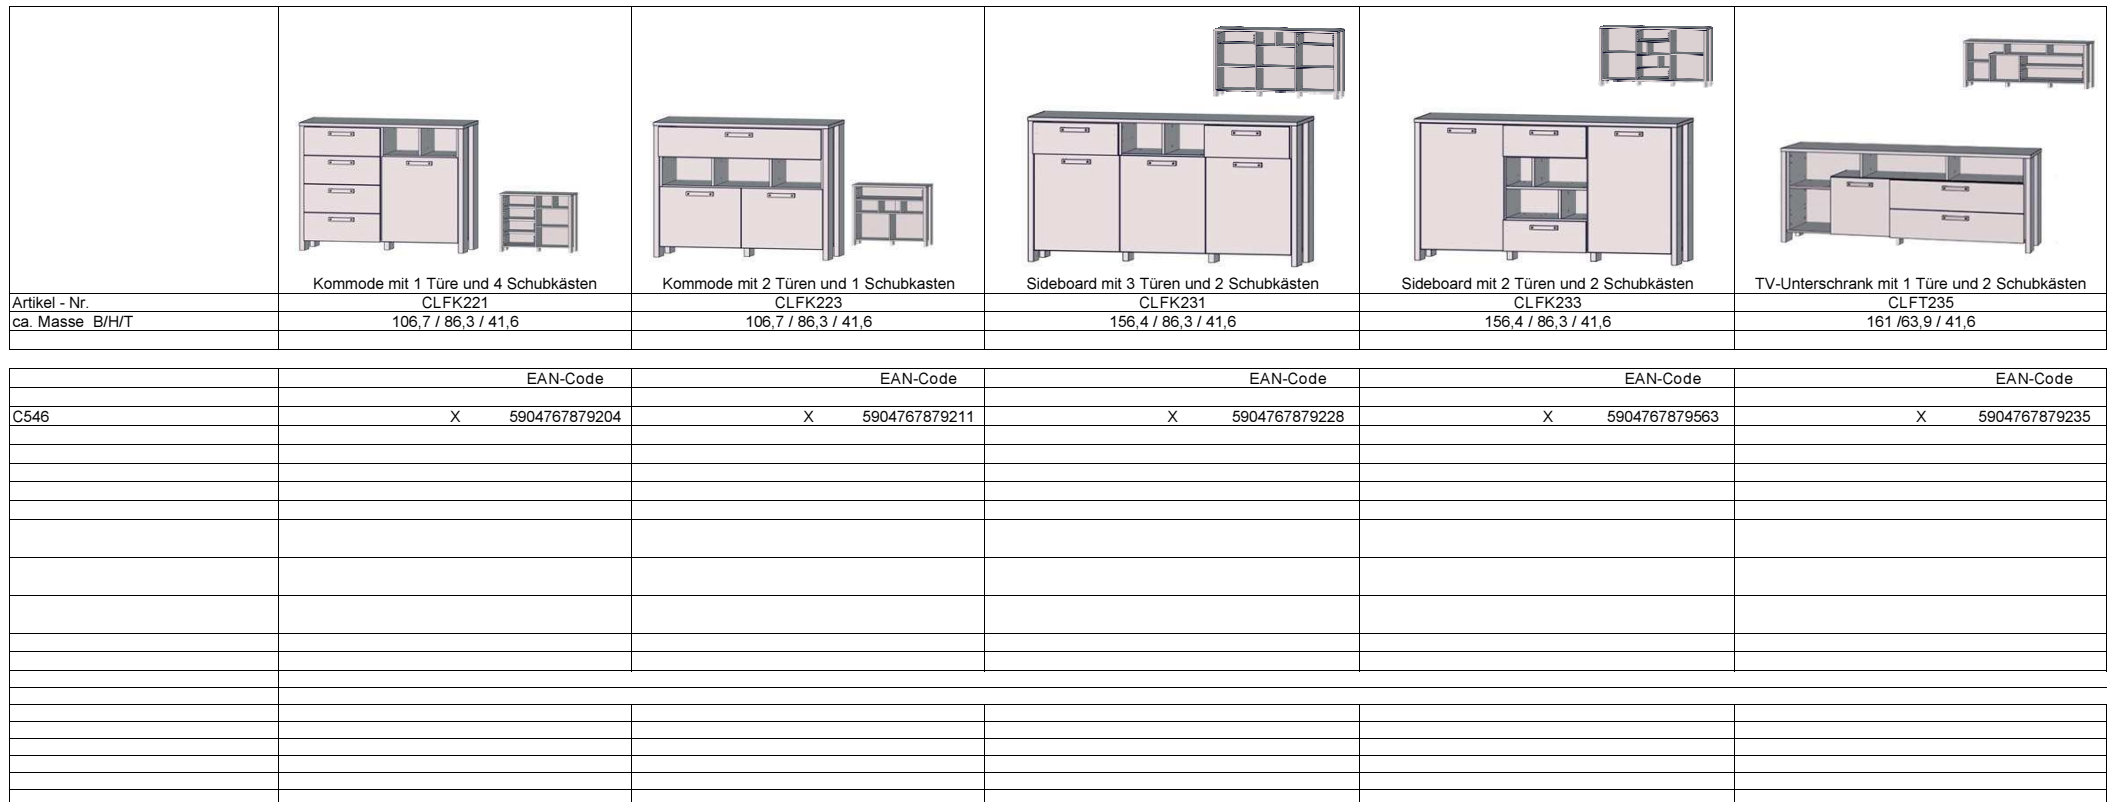 Kommode mit 1 Türe und 4 Schubkästen Kommode mit 2 Türen und 1 Schubkasten Sideboard mit 3 Türen und 2 Schubkästen Sideboard mit 2 Türen und 2 Schubkästen TV-Unterschrank mit 1 Türe und 2 Schubkästen
Artikel - Nr. CLFK221 CLFK223 CLFK231 CLFK233 CLFT235
ca. Masse B/H/T 106,7 / 86,3 / 41,6 106,7 / 86,3 / 41,6 156,4 / 86,3 / 41,6 156,4 / 86,3 / 41,6 161 /63,9 / 41,6
EAN-Code EAN-Code EAN-Code EAN-Code EAN-Code
C546 X 5904767879204 X 5904767879211 X 5904767879228 X 5904767879563 X 5904767879235